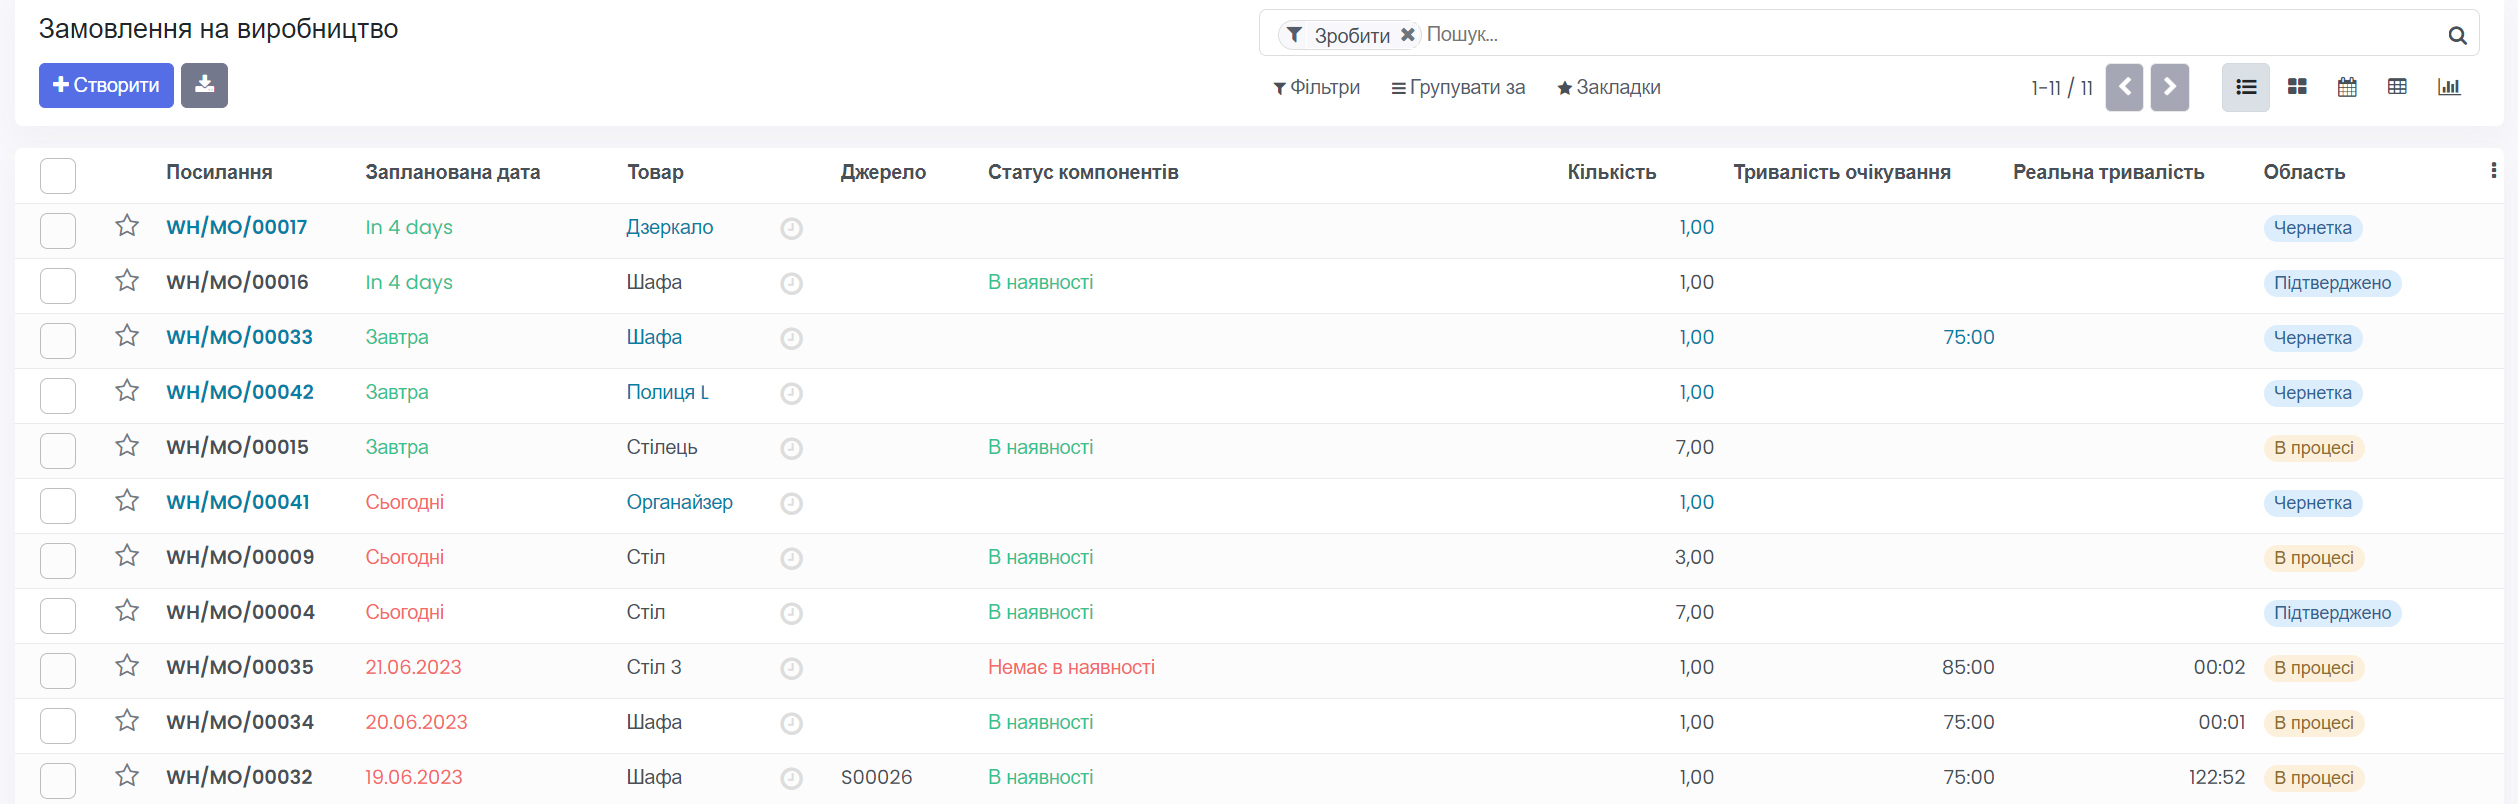 Замовлення на виробництво
Зробити Пошук...
Створити
Фільтри Групувати за Закладки 1-11 / 11
Посилання Запланована дата Товар Джерело Статус компонентів Кількість Тривалість очікування Реальна тривалість Область
WH/MO/00017 In 4 days Дзеркало 1,00 Чернетка
WH/MO/00016 In 4 days Шафа В наявності 1,00 Підтверджено
WH/MO/00033 Завтра Шафа 1,00 75:00 Чернетка
WH/MO/00042 Завтра Полиця L 1,00 Чернетка
WH/MO/00015 Завтра Стілець В наявності 7,00 В процесі
WH/MO/00041 Сьогодні Органайзер 1,00 Чернетка
WH/MO/00009 Сьогодні Стіл В наявності 3,00 В процесі
WH/MO/00004 Сьогодні Стіл В наявності 7,00 Підтверджено
WH/MO/00035 21.06.2023 Стіл 3 Немає в наявності 1,00 85:00 00:02 В процесі
WH/MO/00034 20.06.2023 Шафа В наявності 1,00 75:00 00:01 В процесі
WH/MO/00032 19.06.2023 Шафа S00026 В наявності 1,00 75:00 122:52 В процесі